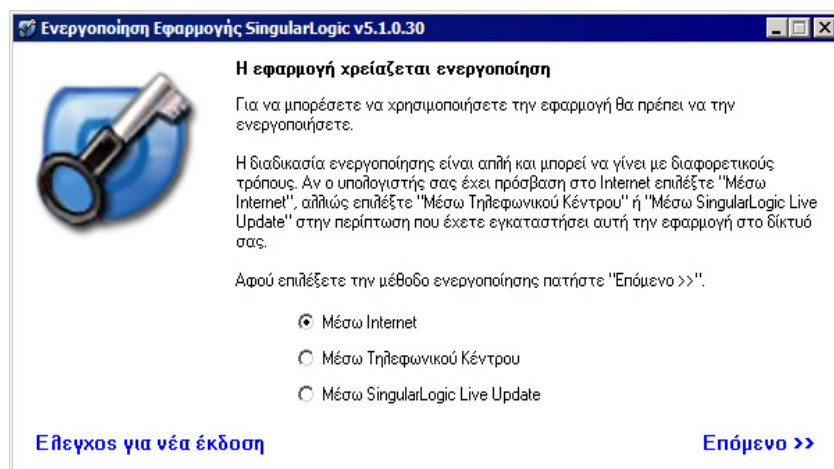 Ενεργοποίηση Εφαρμογής SingularLogic v5.1.0.30
Η εφαρμογή χρείαζεται ενεργοποίηση
Για να μπορέσετε να χρησιμοποιήσετε την εφαρμογή θα πρέπει να την
ενεργοποιήσετε.
Η διαδικασία ενεργοποίησης είναι απλή και μπορεί να γίνει με διαφορετικούς
τρόπους. Αν ο υπολογιστής σας έχει πρόσβαση στο Internet επιλέξτε "Μέσω
Internet", αλλιώς επιλέξτε "Μέσω Τηλεφωνικού Κέντρου" ή "Μέσω SingularLogic Live
Update" στην περίπτωση που έχετε εγκαταστήσει αυτή την εφαρμογή στο δίκτυό
σας.
Αφού επιλέξετε την μέθοδο ενεργοποίησης πατήστε "Επόμενο >>".
Μέσω Internet
Μέσω Τηλεφωνικού Κέντρου
Μέσω SingularLogic Live Update
Ελεγχος για νέα έκδοση
Επόμενο >>